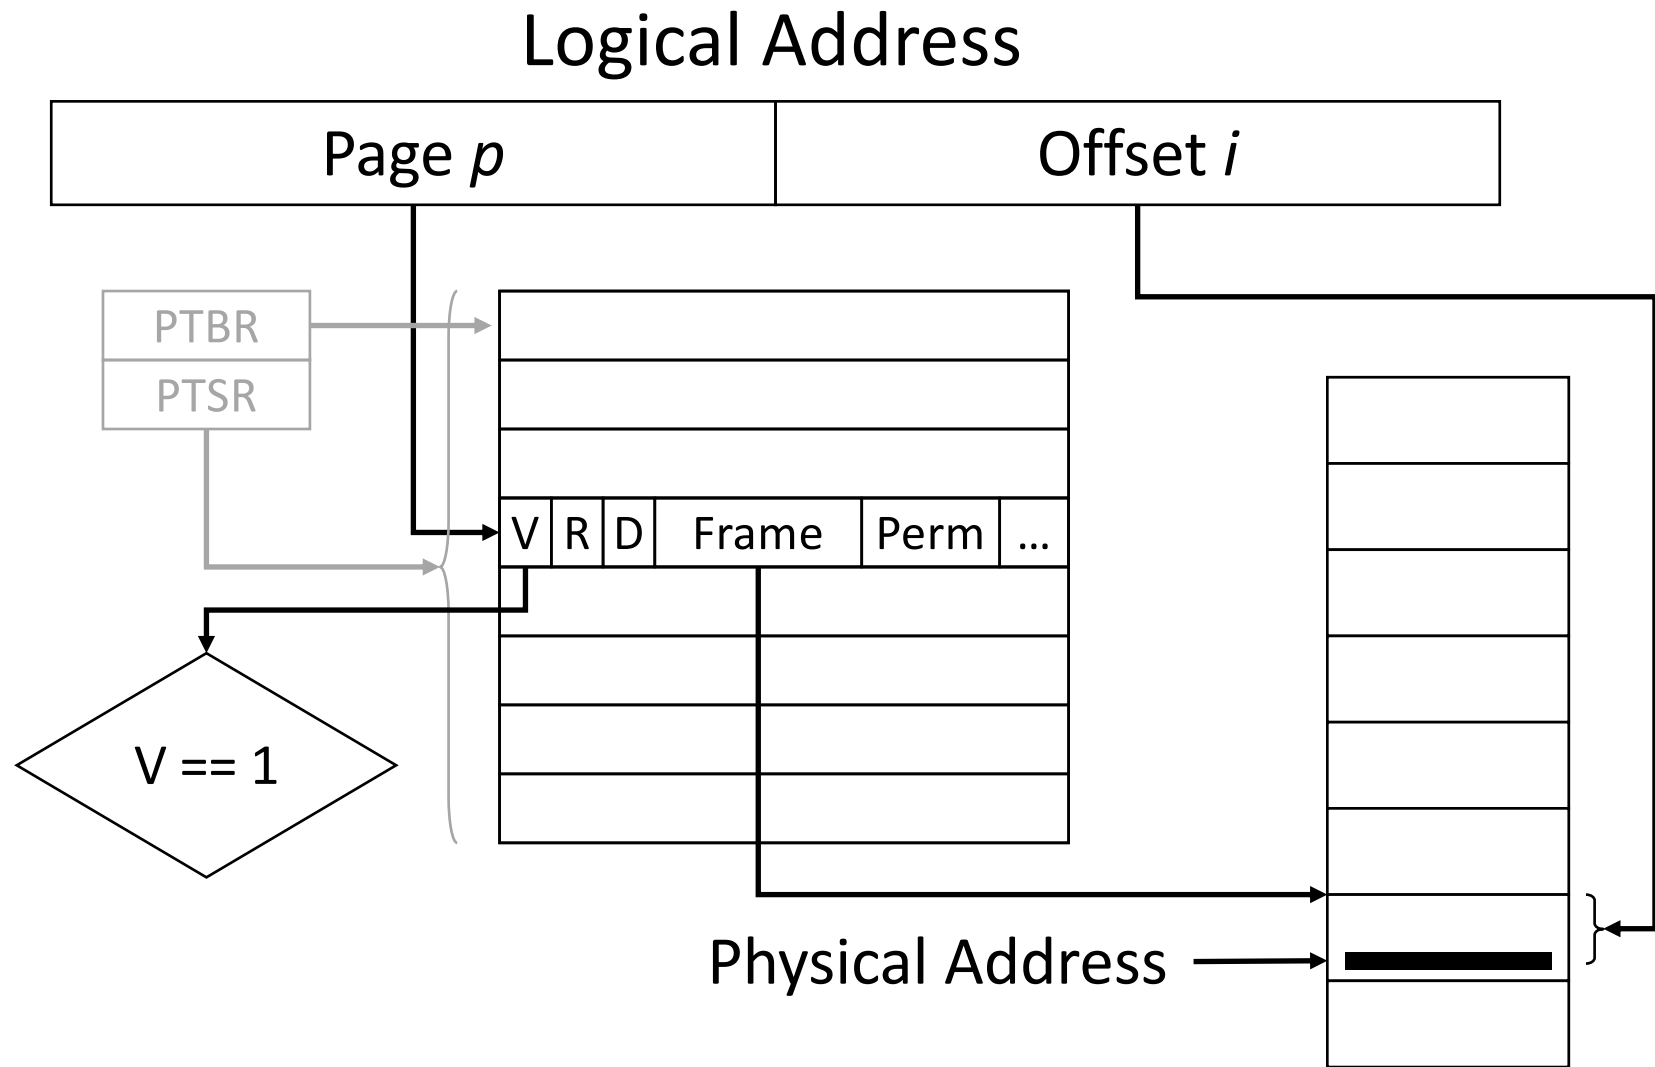 Logical Address
Page p
Offset i
PTBR
PTSR
V R D Frame Perm ...
V == 1
Physical Address